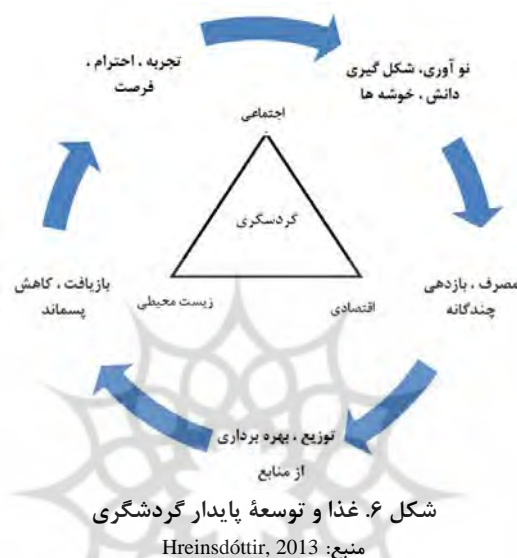 تجربه ، احترام ،
فرصت
نو آوری، شکل گیری
دانش ، خوشه ها
اجتماعی
گردسگری
زیست محیطی
اقتصادی
بازیافت ، کاهش
پسماند
مصرف ، بازدهی
چندگانه
توزیع ، بهره برداری
از منابع
شکل ۶. غذا و توسعهٔ پایدار گردشگری
منبع: Hreinsdóttir, 2013